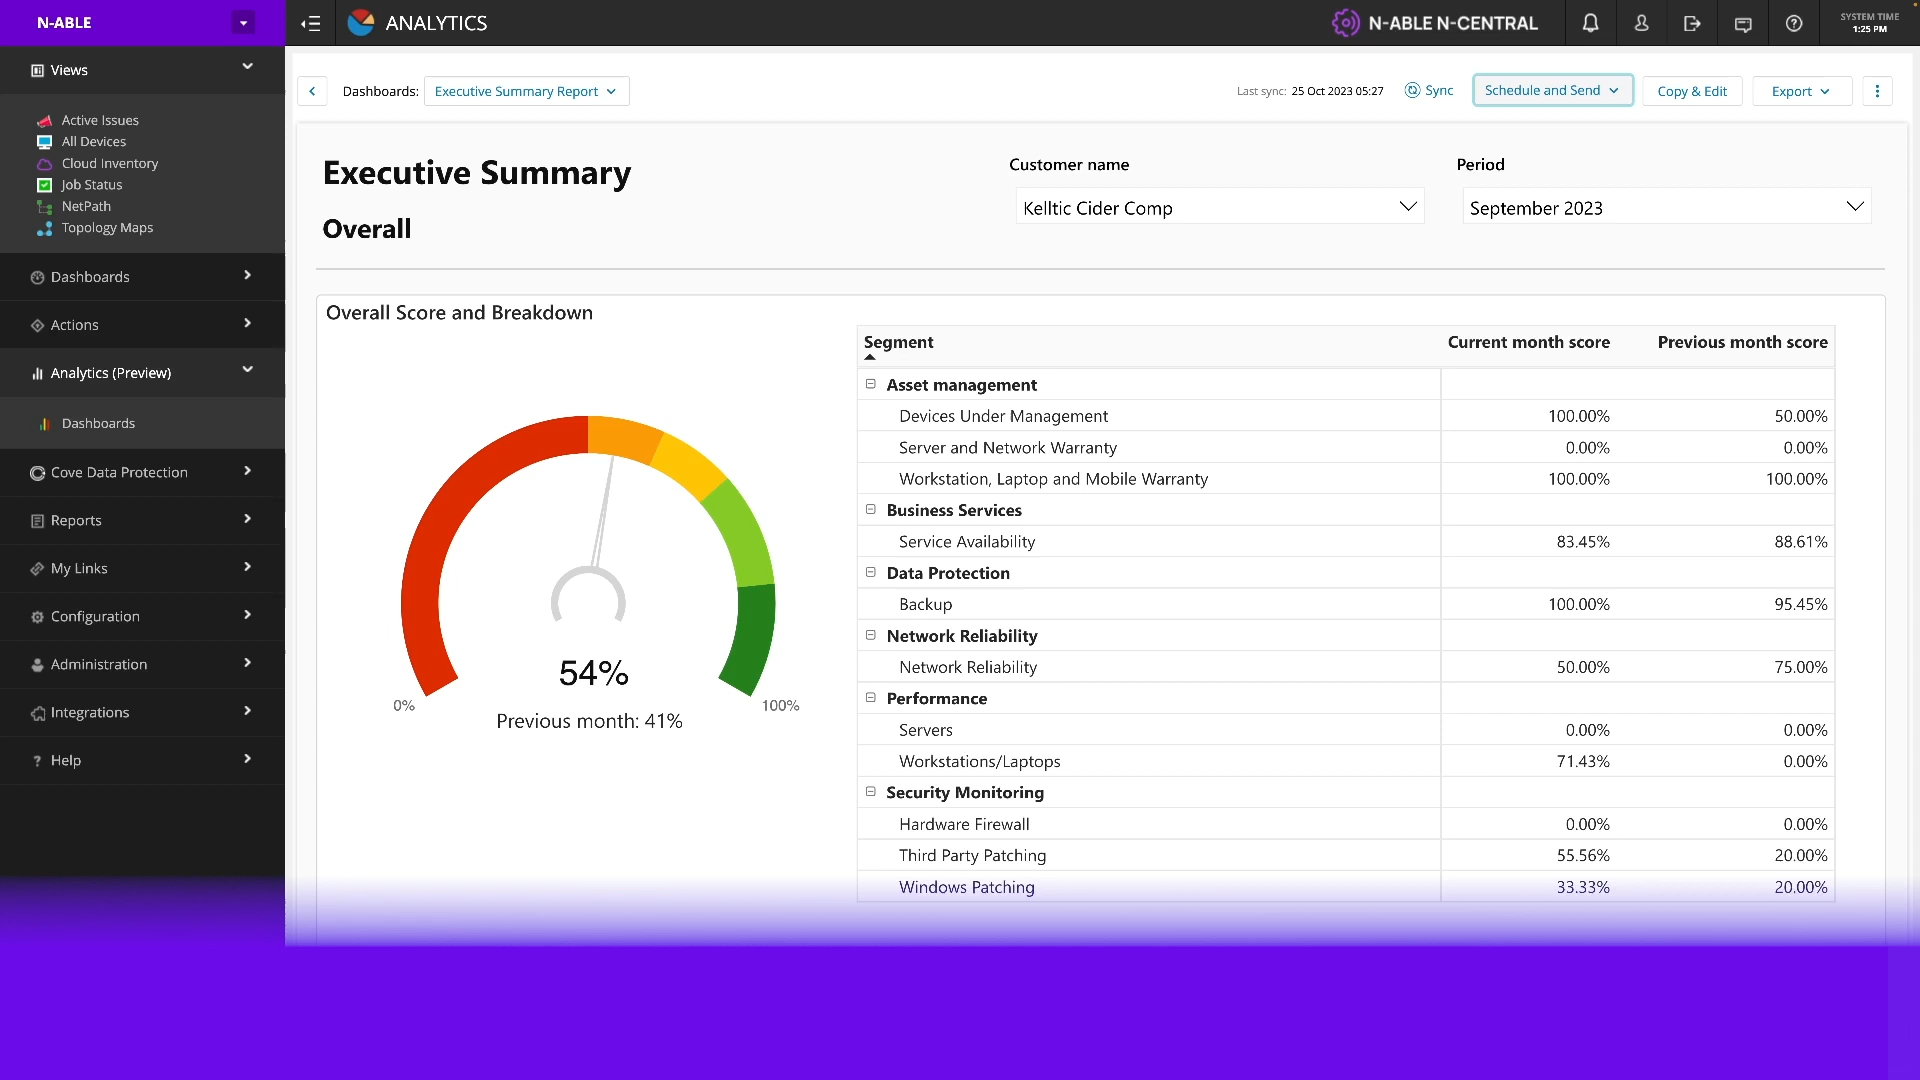 N-ABLE
ANALYTICS
N-ABLE N-CENTRAL
SYSTEM TIME
1:25 PM
Views
Active Issues
All Devices
Cloud Inventory
Job Status
NetPath
Topology Maps
Dashboards
Actions
Analytics (Preview)
Dashboards
Cove Data Protection
Reports
My Links
Configuration
Administration
Integrations
Help
Dashboards: Executive Summary Report
Last sync: 25 Oct 2023 05:27
Sync
Schedule and Send
Copy & Edit
Export
Executive Summary
Overall
Customer name
Kelltic Cider Comp
Period
September 2023
Overall Score and Breakdown
0%
54%
100%
Previous month: 41%
Segment Current month score Previous month score
Asset management
Devices Under Management 100.00% 50.00%
Server and Network Warranty 0.00% 0.00%
Workstation, Laptop and Mobile Warranty 100.00% 100.00%
Business Services
Service Availability 83.45% 88.61%
Data Protection
Backup 100.00% 95.45%
Network Reliability
Network Reliability 50.00% 75.00%
Performance
Servers 0.00% 0.00%
Workstations/Laptops 71.43% 0.00%
Security Monitoring
Hardware Firewall 0.00% 0.00%
Third Party Patching 55.56% 20.00%
Windows Patching 33.33% 20.00%